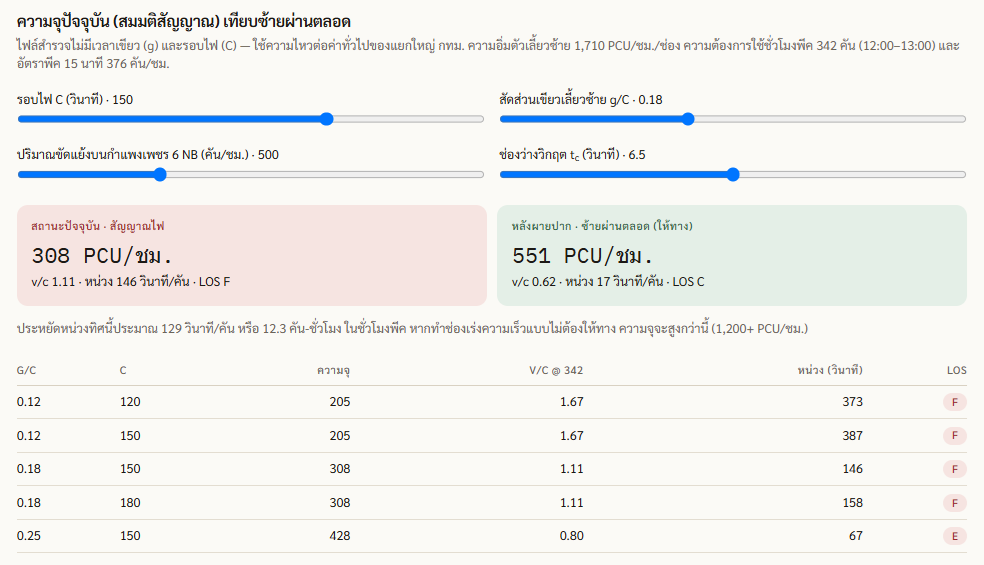 ความจุปัจจุบัน (สมมติสัญญาณ) เทียบซ้ายผ่านตลอด
ไฟล์สำรวจไม่มีเวลาเขียว (g) และรอบไฟ (C) — ใช้ความไหวต่อค่าทั่วไปของแยกใหญ่ กทม. ความอิ่มตัวเลี้ยวซ้าย 1,710 PCU/ชม./ช่อง ความต้องการใช้ชั่วโมงพีค 342 คัน (12:00–13:00) และ
อัตราพีค 15 นาที 376 คัน/ชม.
รอบไฟ C (วินาที) · 150
สัดส่วนเขียวเลี้ยวซ้าย g/C · 0.18
ปริมาณขัดแย้งบนกำแพงเพชร 6 NB (คัน/ชม.) · 500
ช่องว่างวิกฤต tc (วินาที) · 6.5
สถานะปัจจุบัน · สัญญาณไฟ
308 PCU/ชม.
v/c 1.11 · หน่วง 146 วินาที/คัน · LOS F
หลังผายปาก · ซ้ายผ่านตลอด (ให้ทาง)
551 PCU/ชม.
v/c 0.62 · หน่วง 17 วินาที/คัน · LOS C
ประหยัดหน่วงทิศนี้ประมาณ 129 วินาที/คัน หรือ 12.3 คัน-ชั่วโมง ในชั่วโมงพีค หากทำช่องเร่งความเร็วแบบไม่ต้องให้ทาง ความจุจะสูงกว่านี้ (1,200+ PCU/ชม.)
G/C C ความจุ V/C @ 342 หน่วง (วินาที) LOS
0.12 120 205 1.67 373 F
0.12 150 205 1.67 387 F
0.18 150 308 1.11 146 F
0.18 180 308 1.11 158 F
0.25 150 428 0.80 67 E